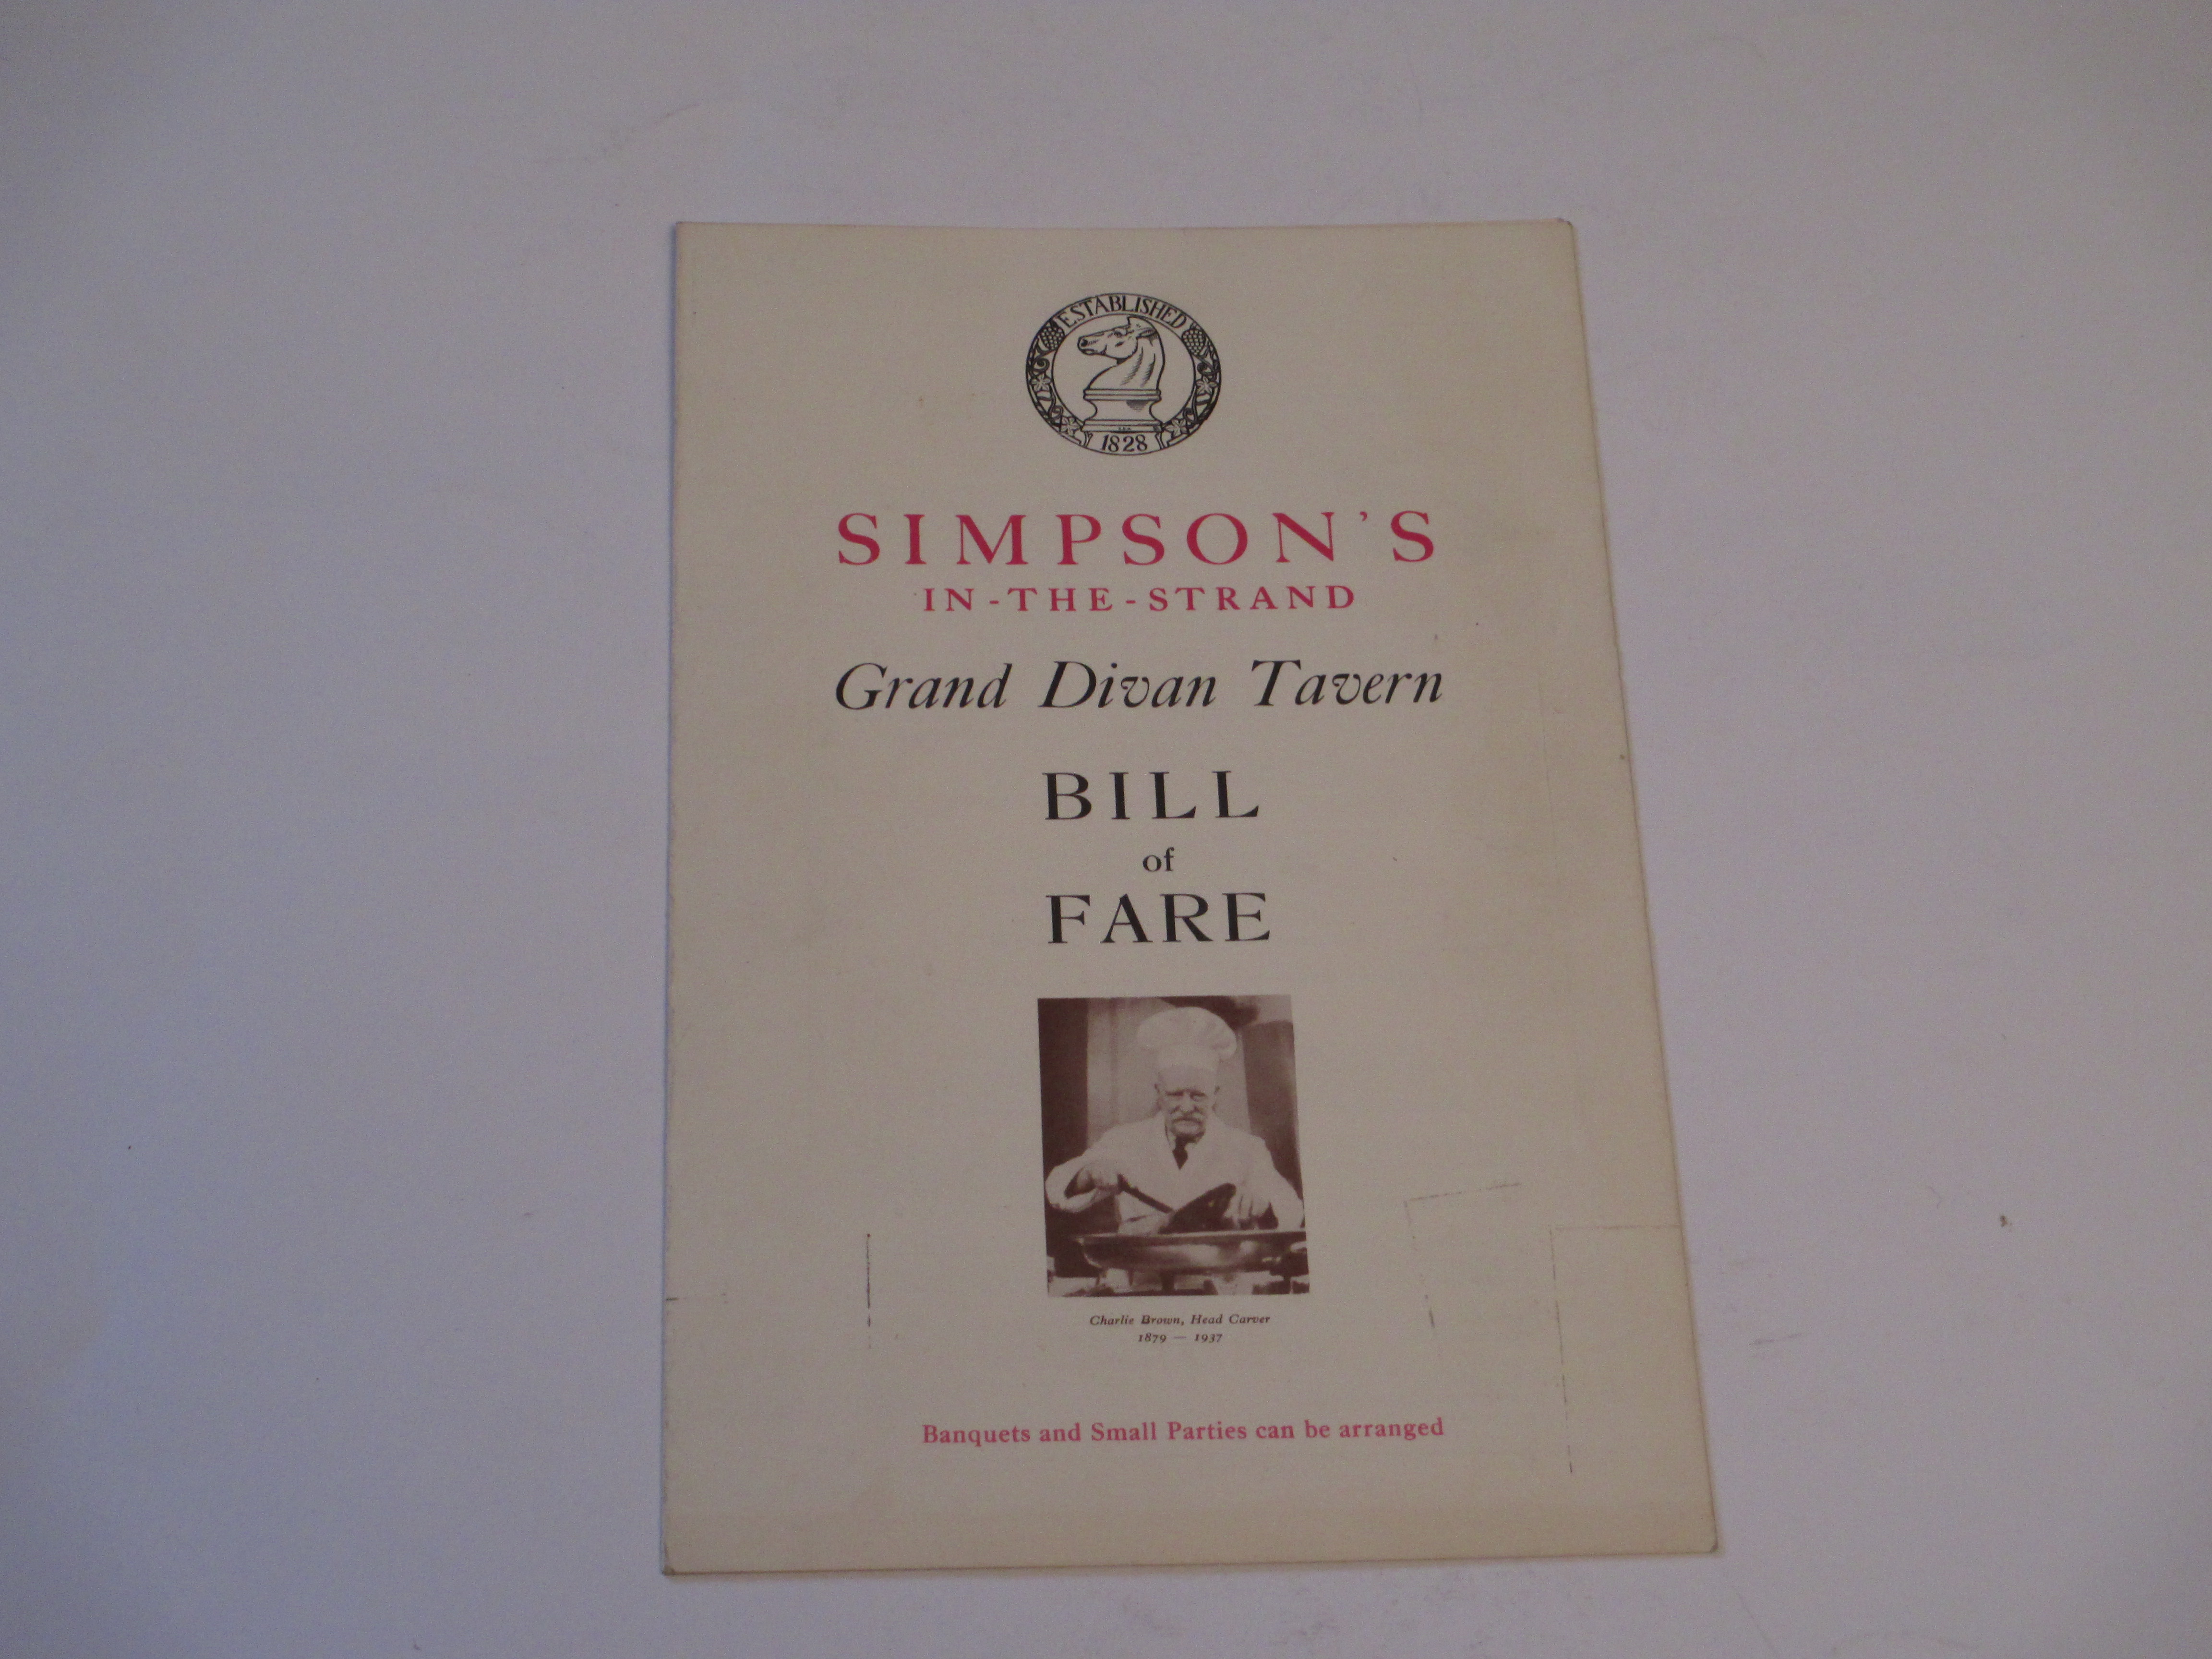 ESTABLISHED
1828
SIMPSON'S
IN-THE-STRAND
Grand Divan Tavern
BILL
of
FARE
Charlie Brown, Head Carver
1879 — 1937
Banquets and Small Parties can be arranged